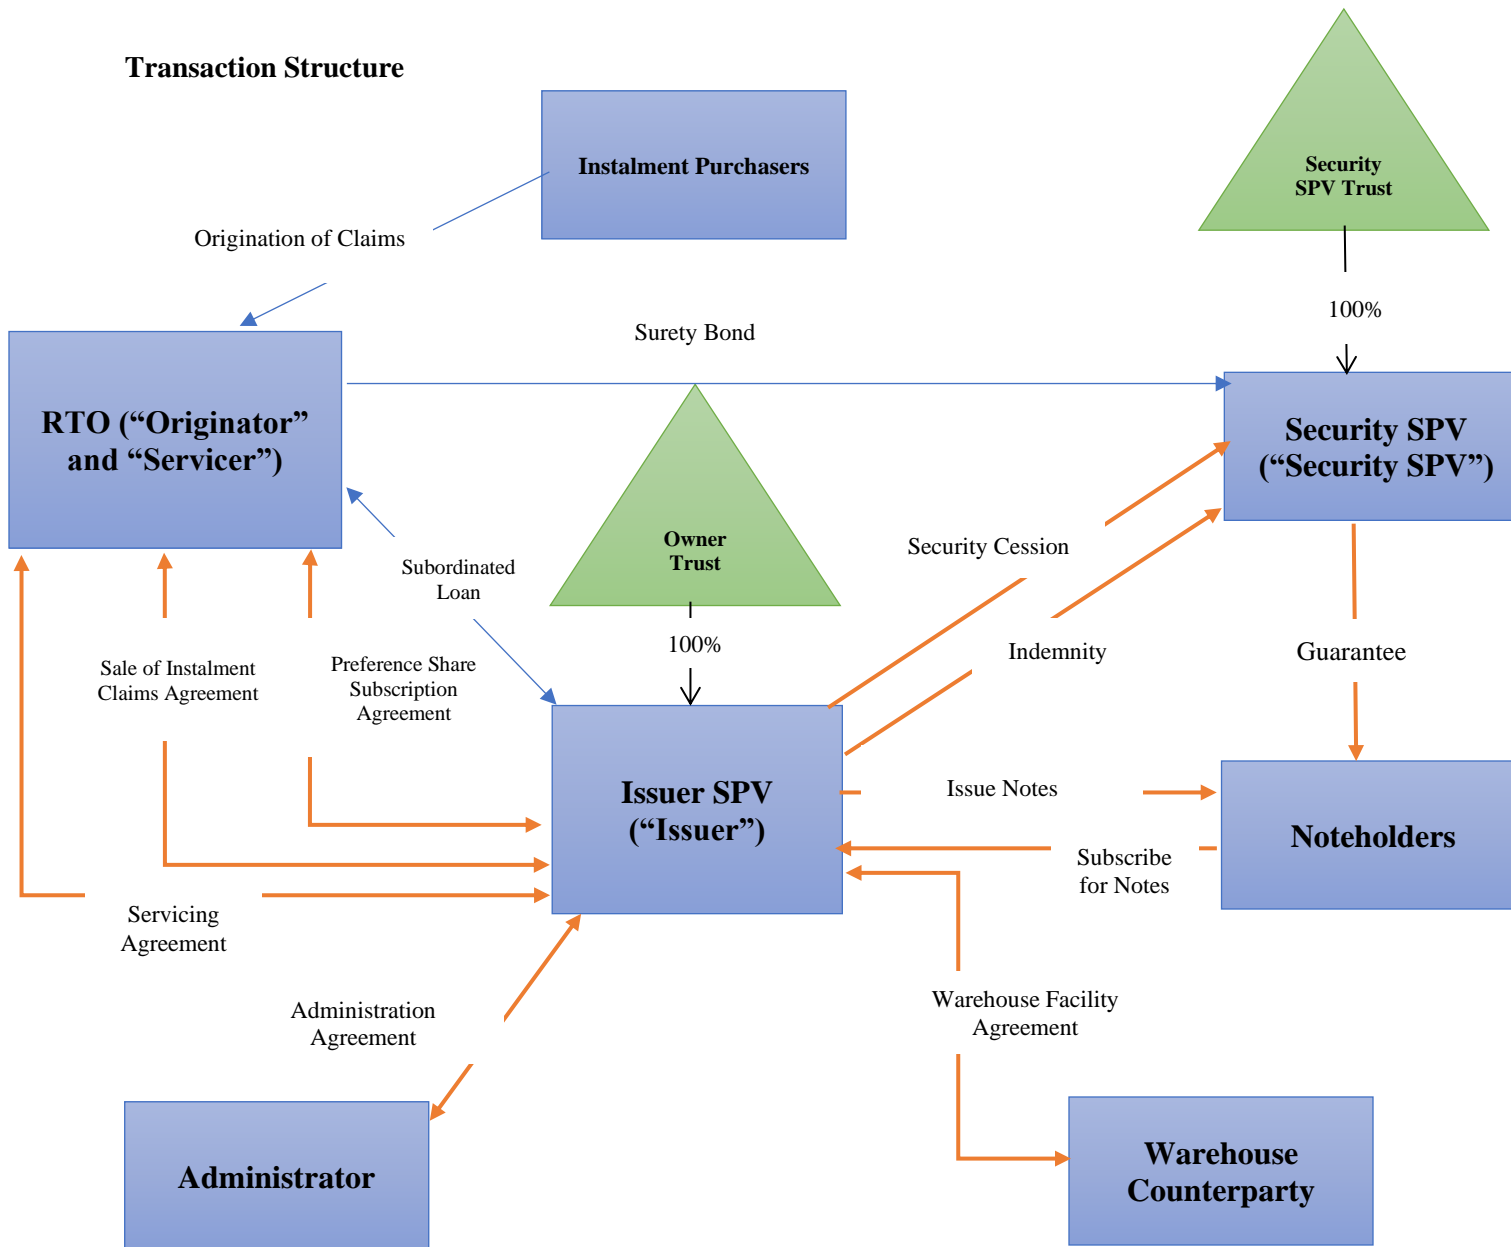 Transaction Structure
Instalment Purchasers
Security
SPV Trust
Origination of Claims
100%
Surety Bond
RTO (“Originator”
and “Servicer”)
Security SPV
(“Security SPV”)
Owner
Trust
Security Cession
Subordinated
Loan
100%
Indemnity
Guarantee
Sale of Instalment
Claims Agreement
Preference Share
Subscription
Agreement
Issuer SPV
(“Issuer”)
Issue Notes
Noteholders
Subscribe
for Notes
Servicing
Agreement
Administration
Agreement
Warehouse Facility
Agreement
Administrator
Warehouse
Counterparty